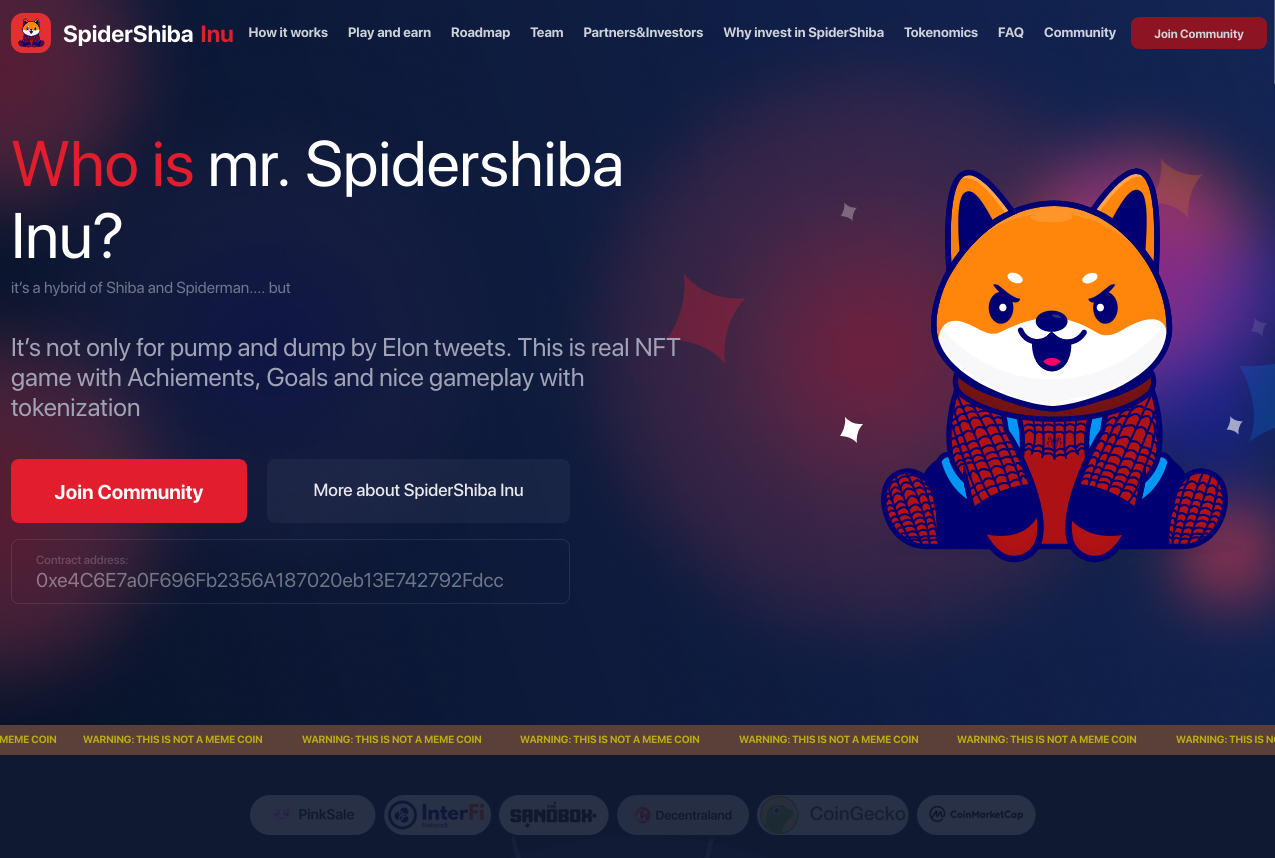 SpiderShiba Inu
How it works
Play and earn
Roadmap
Team
Partners&Investors
Why invest in SpiderShiba
Tokenomics
FAQ
Community
Join Community
Who is mr. Spidershiba
Inu?
it’s a hybrid of Shiba and Spiderman.... but
It’s not only for pump and dump by Elon tweets. This is real NFT
game with Achiements, Goals and nice gameplay with
tokenization
Join Community
More about SpiderShiba Inu
Contract address:
0xe4C6E7a0F696Fb2356A187020eb13E742792Fdcc
MEME COIN WARNING: THIS IS NOT A MEME COIN WARNING: THIS IS NOT A MEME COIN WARNING: THIS IS NOT A MEME COIN WARNING: THIS IS NOT A MEME COIN WARNING: THIS IS NOT A MEME COIN WARNING: THIS IS
PinkSale
InterFi
THE
SANDBOX
Decentraland
CoinGecko
CoinMarketCap